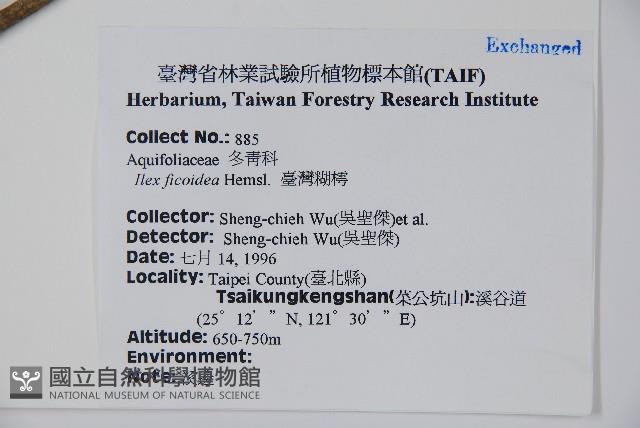 Exchanged
臺灣省林業試驗所植物標本館(TAIF)
Herbarium, Taiwan Forestry Research Institute
Collect No.: 885
Aquifoliaceae 冬青科
Ilex ficoidea Hemsl. 臺灣糊樗
Collector: Sheng-chieh Wu(吳聖傑)et al.
Detector: Sheng-chieh Wu(吳聖傑)
Date: 七月 14, 1996
Locality: Taipei County(臺北縣)
Tsaikungkengshan(菜公坑山):溪谷道
(25° 12' " N, 121° 30' " E)
Altitude: 650-750m
Environment:
Note:
國立自然科學博物館
NATIONAL MUSEUM OF NATURAL SCIENCE